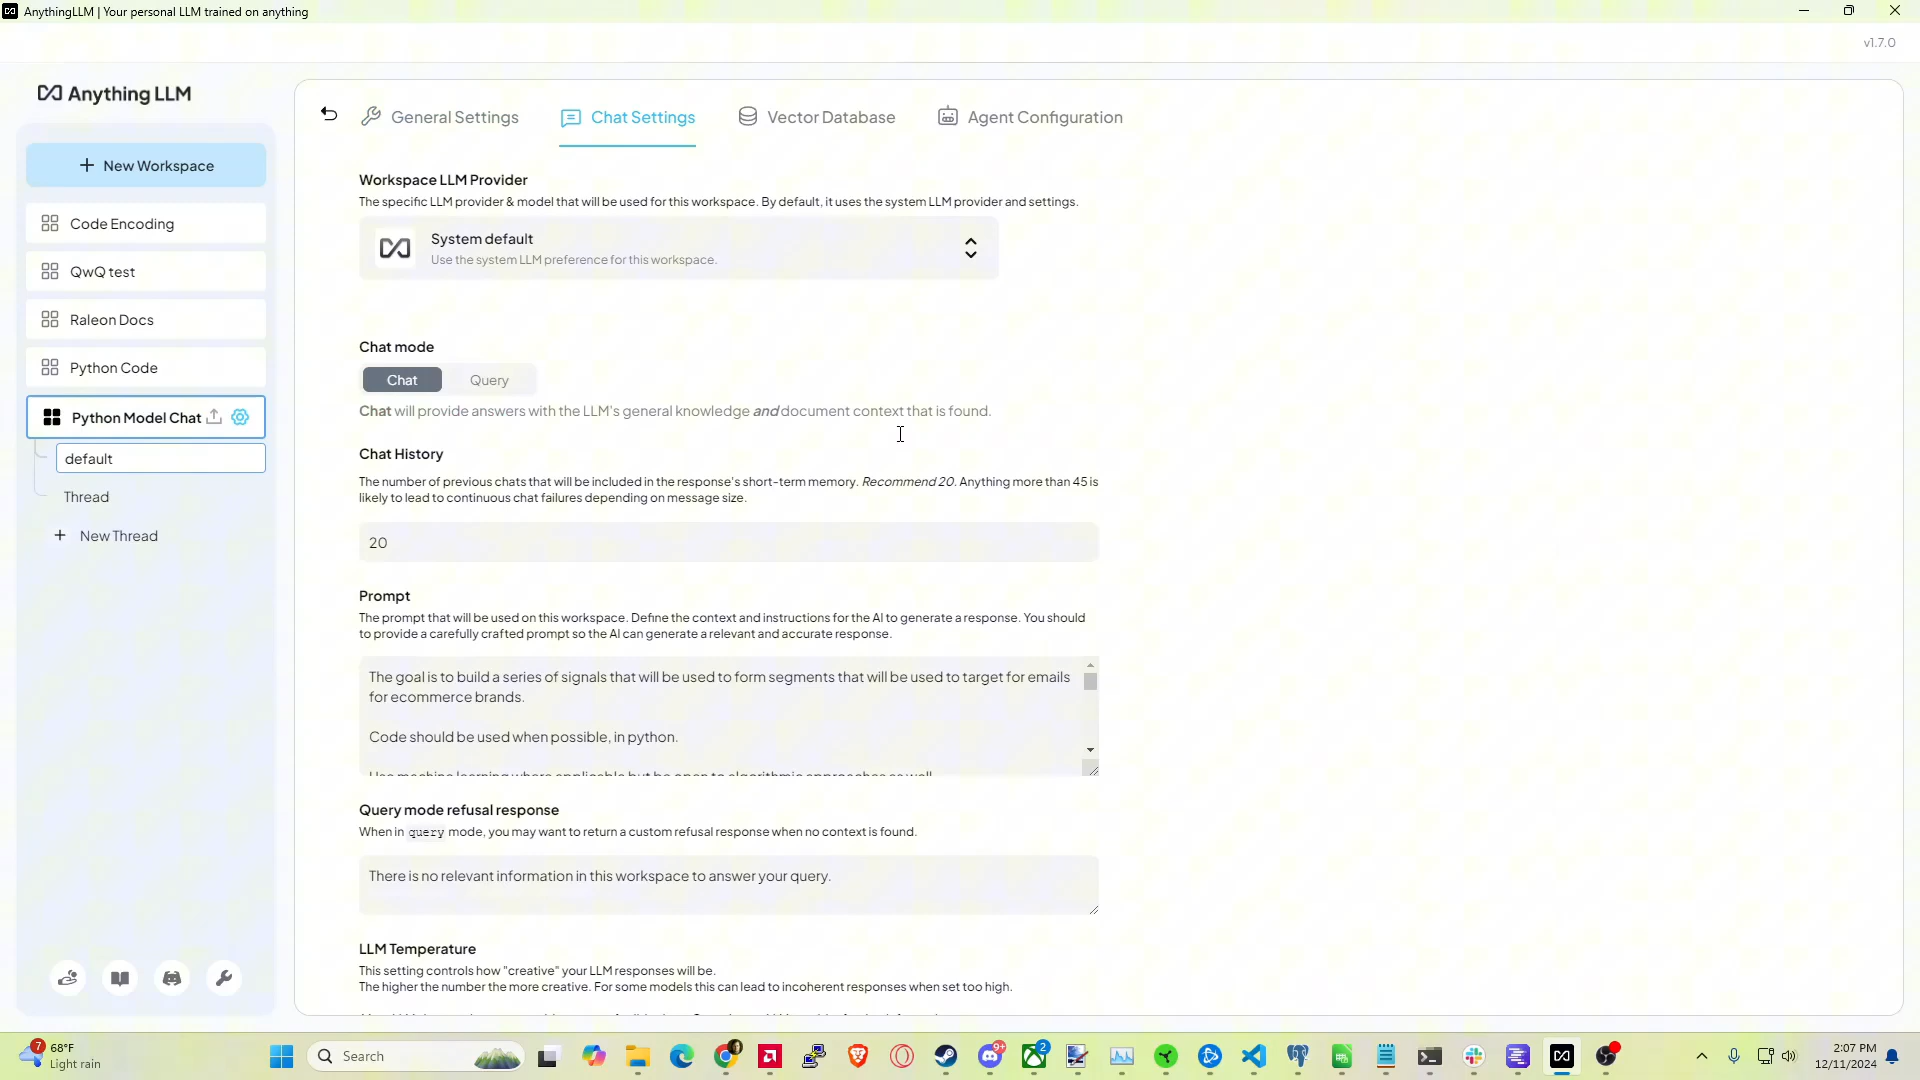 AnythingLLM | Your personal LLM trained on anything
v1.7.0
Anything LLM
New Workspace
Code Encoding
QwQ test
Raleon Docs
Python Code
Python Model Chat
default
Thread
New Thread
General Settings
Chat Settings
Vector Database
Agent Configuration
Workspace LLM Provider
The specific LLM provider & model that will be used for this workspace. By default, it uses the system LLM provider and settings.
System default
Use the system LLM preference for this workspace.
Chat mode
Chat
Query
Chat will provide answers with the LLM's general knowledge and document context that is found.
Chat History
The number of previous chats that will be included in the response's short-term memory. Recommend 20. Anything more than 45 is
likely to lead to continuous chat failures depending on message size.
20
Prompt
The prompt that will be used on this workspace. Define the context and instructions for the AI to generate a response. You should
to provide a carefully crafted prompt so the AI can generate a relevant and accurate response.
The goal is to build a series of signals that will be used to form segments that will be used to target for emails
for ecommerce brands.
Code should be used when possible, in python.
Use machine learning where applicable but be open to algorithmic approaches as well
Query mode refusal response
When in query mode, you may want to return a custom refusal response when no context is found.
There is no relevant information in this workspace to answer your query.
LLM Temperature
This setting controls how "creative" your LLM responses will be.
The higher the number the more creative. For some models this can lead to incoherent responses when set too high.
7
68°F
Light rain
Search
9+
2
2:07 PM
12/11/2024